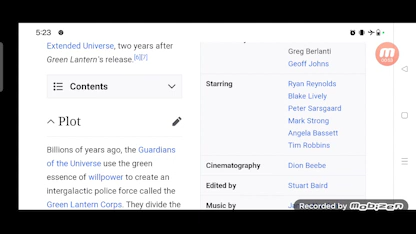 5:23
Extended Universe, two years after
Green Lantern's release.[6][7]
Contents
Plot
Billions of years ago, the Guardians
of the Universe use the green
essence of willpower to create an
intergalactic police force called the
Green Lantern Corps. They divide the
Greg Berlanti
Geoff Johns
Starring
Ryan Reynolds
Blake Lively
Peter Sarsgaard
Mark Strong
Angela Bassett
Tim Robbins
Cinematography
Dion Beebe
Edited by
Stuart Baird
Music by
Recorded by Mobizen